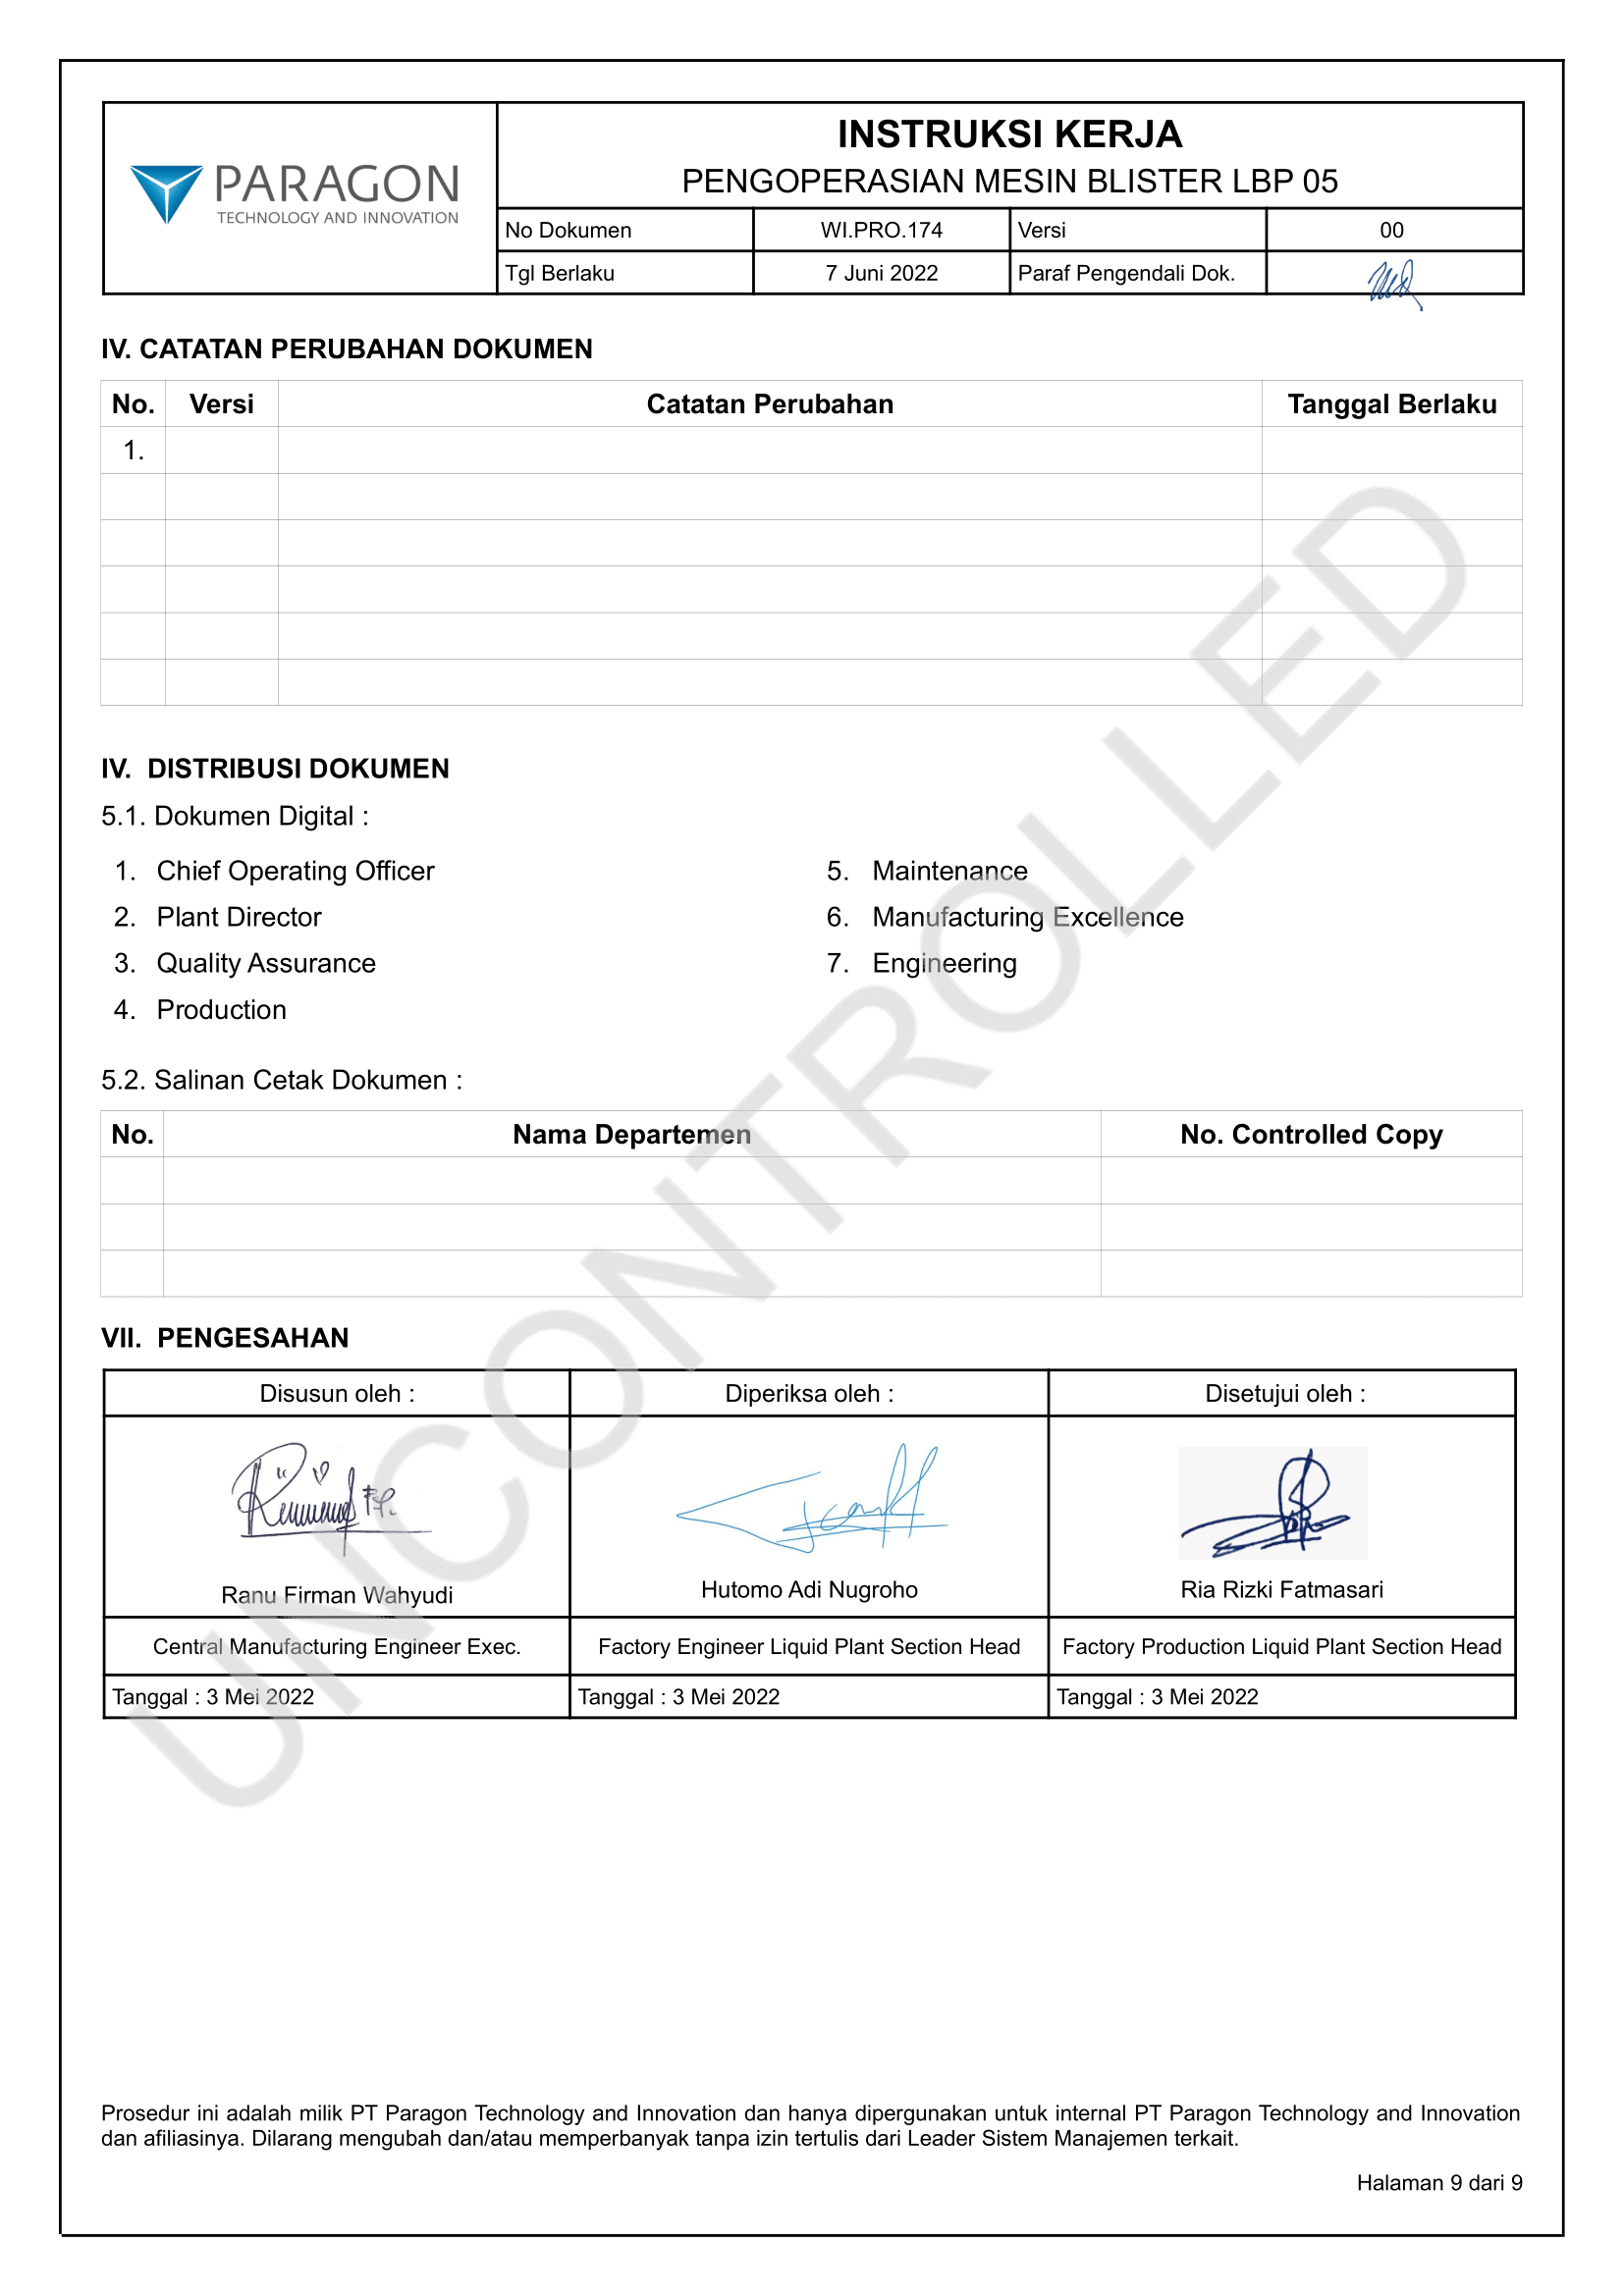 PARAGON
TECHNOLOGY AND INNOVATION
INSTRUKSI KERJA
PENGOPERASIAN MESIN BLISTER LBP 05
No Dokumen WI.PRO.174 Versi 00
Tgl Berlaku 7 Juni 2022 Paraf Pengendali Dok.
IV. CATATAN PERUBAHAN DOKUMEN
No. Versi Catatan Perubahan Tanggal Berlaku
1.
IV. DISTRIBUSI DOKUMEN
5.1. Dokumen Digital :
1. Chief Operating Officer
2. Plant Director
3. Quality Assurance
4. Production
5. Maintenance
6. Manufacturing Excellence
7. Engineering
5.2. Salinan Cetak Dokumen :
No. Nama Departemen No. Controlled Copy
VII. PENGESAHAN
Disusun oleh : Diperiksa oleh : Disetujui oleh :
Ranu Firman Wahyudi Hutomo Adi Nugroho Ria Rizki Fatmasari
Central Manufacturing Engineer Exec. Factory Engineer Liquid Plant Section Head Factory Production Liquid Plant Section Head
Tanggal : 3 Mei 2022 Tanggal : 3 Mei 2022 Tanggal : 3 Mei 2022
UNCONTROLLED
Prosedur ini adalah milik PT Paragon Technology and Innovation dan hanya dipergunakan untuk internal PT Paragon Technology and Innovation
dan afiliasinya. Dilarang mengubah dan/atau memperbanyak tanpa izin tertulis dari Leader Sistem Manajemen terkait.
Halaman 9 dari 9